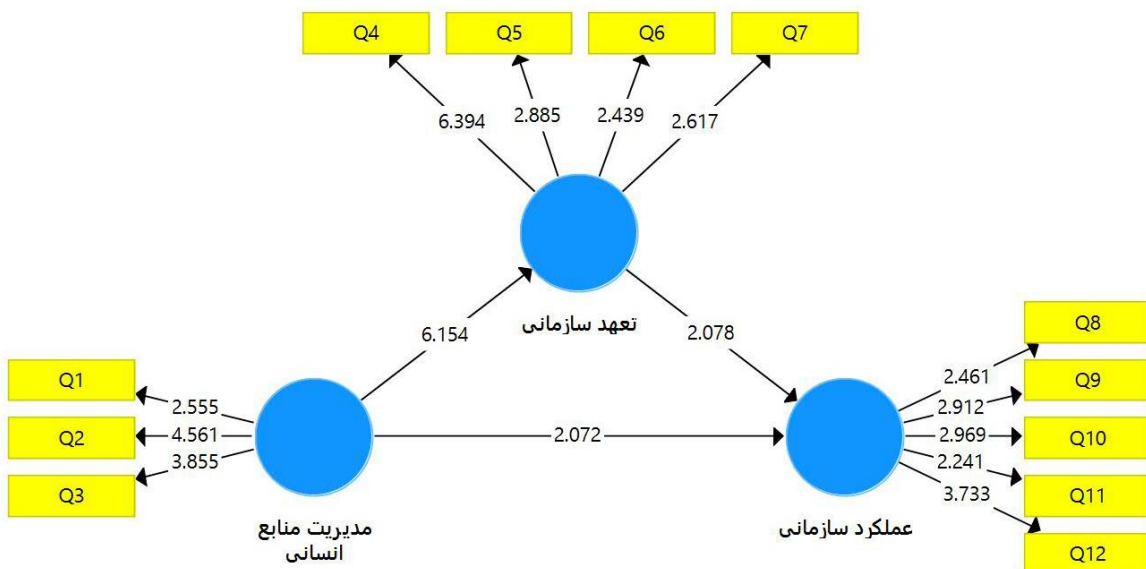 Q4 Q5 Q6 Q7
6.394 2.885 2.439 2.617
تعهد سازمانی
6.154 2.078
Q1
Q2
Q3
2.555
4.561
3.855
2.072
مدیریت منابع
انسانی
Q8
Q9
Q10
Q11
Q12
2.461
2.912
2.969
2.241
3.733
عملکرد سازمانی